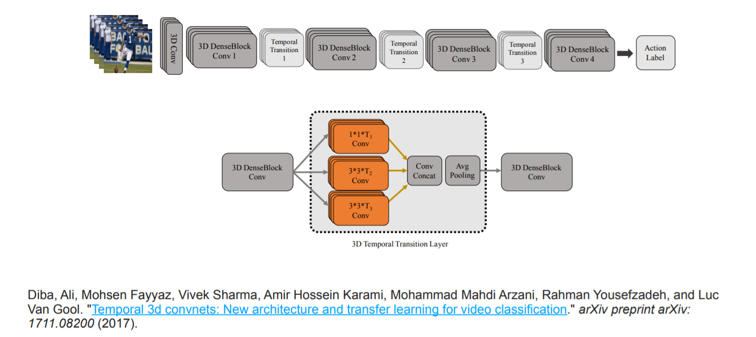 3D Conv
3D DenseBlock
Conv 1
Temporal
Transition
1
3D DenseBlock
Conv 2
Temporal
Transition
2
3D DenseBlock
Conv 3
Temporal
Transition
3
3D DenseBlock
Conv 4
Action
Label
3D DenseBlock
Conv
1*1*T₁
Conv
3*3*T₂
Conv
3*3*T₃
Conv
Conv
Concat
Avg
Pooling
3D DenseBlock
Conv
3D Temporal Transition Layer
Diba, Ali, Mohsen Fayyaz, Vivek Sharma, Amir Hossein Karami, Mohammad Mahdi Arzani, Rahman Yousefzadeh, and Luc
Van Gool. "Temporal 3d convnets: New architecture and transfer learning for video classification." arXiv preprint arXiv:
1711.08200 (2017).